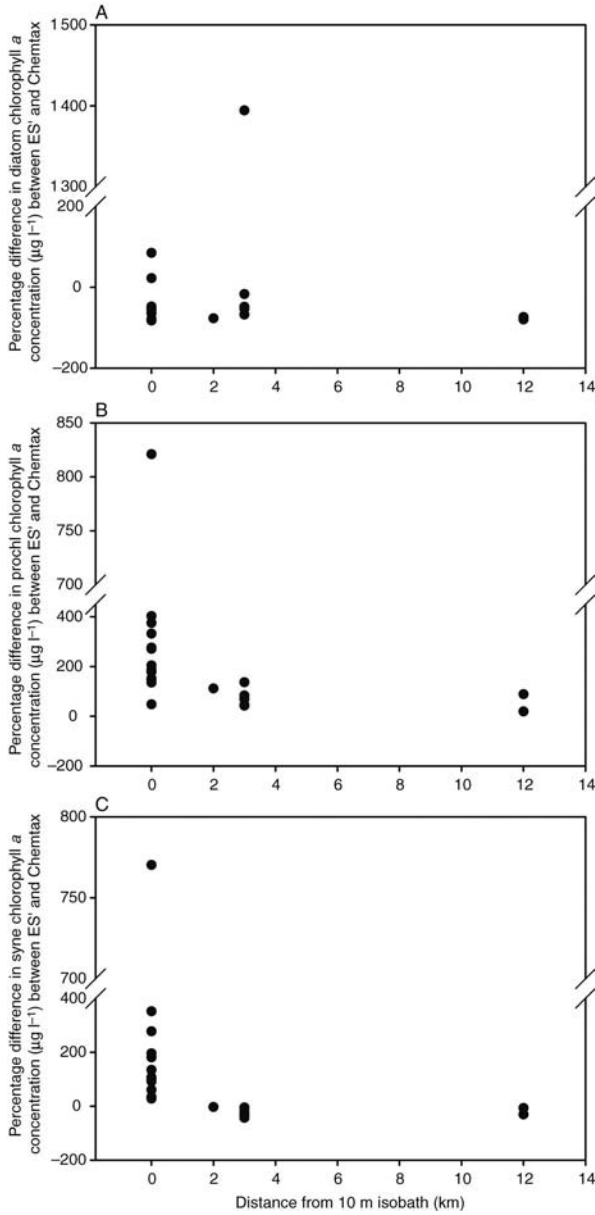 A
1500
1400
1300
200
0
−200
0 2 4 6 8 10 12 14
Percentage difference in diatom chlorophyll a
concentration (µg l−1) between ES' and Chemtax
B
850
800
750
700
400
200
0
−200
0 2 4 6 8 10 12 14
Percentage difference in prochl chlorophyll a
concentration (µg l−1) between ES' and Chemtax
C
800
750
700
400
200
0
−200
0 2 4 6 8 10 12 14
Percentage difference in syne chlorophyll a
concentration (µg l−1) between ES' and Chemtax
Distance from 10 m isobath (km)